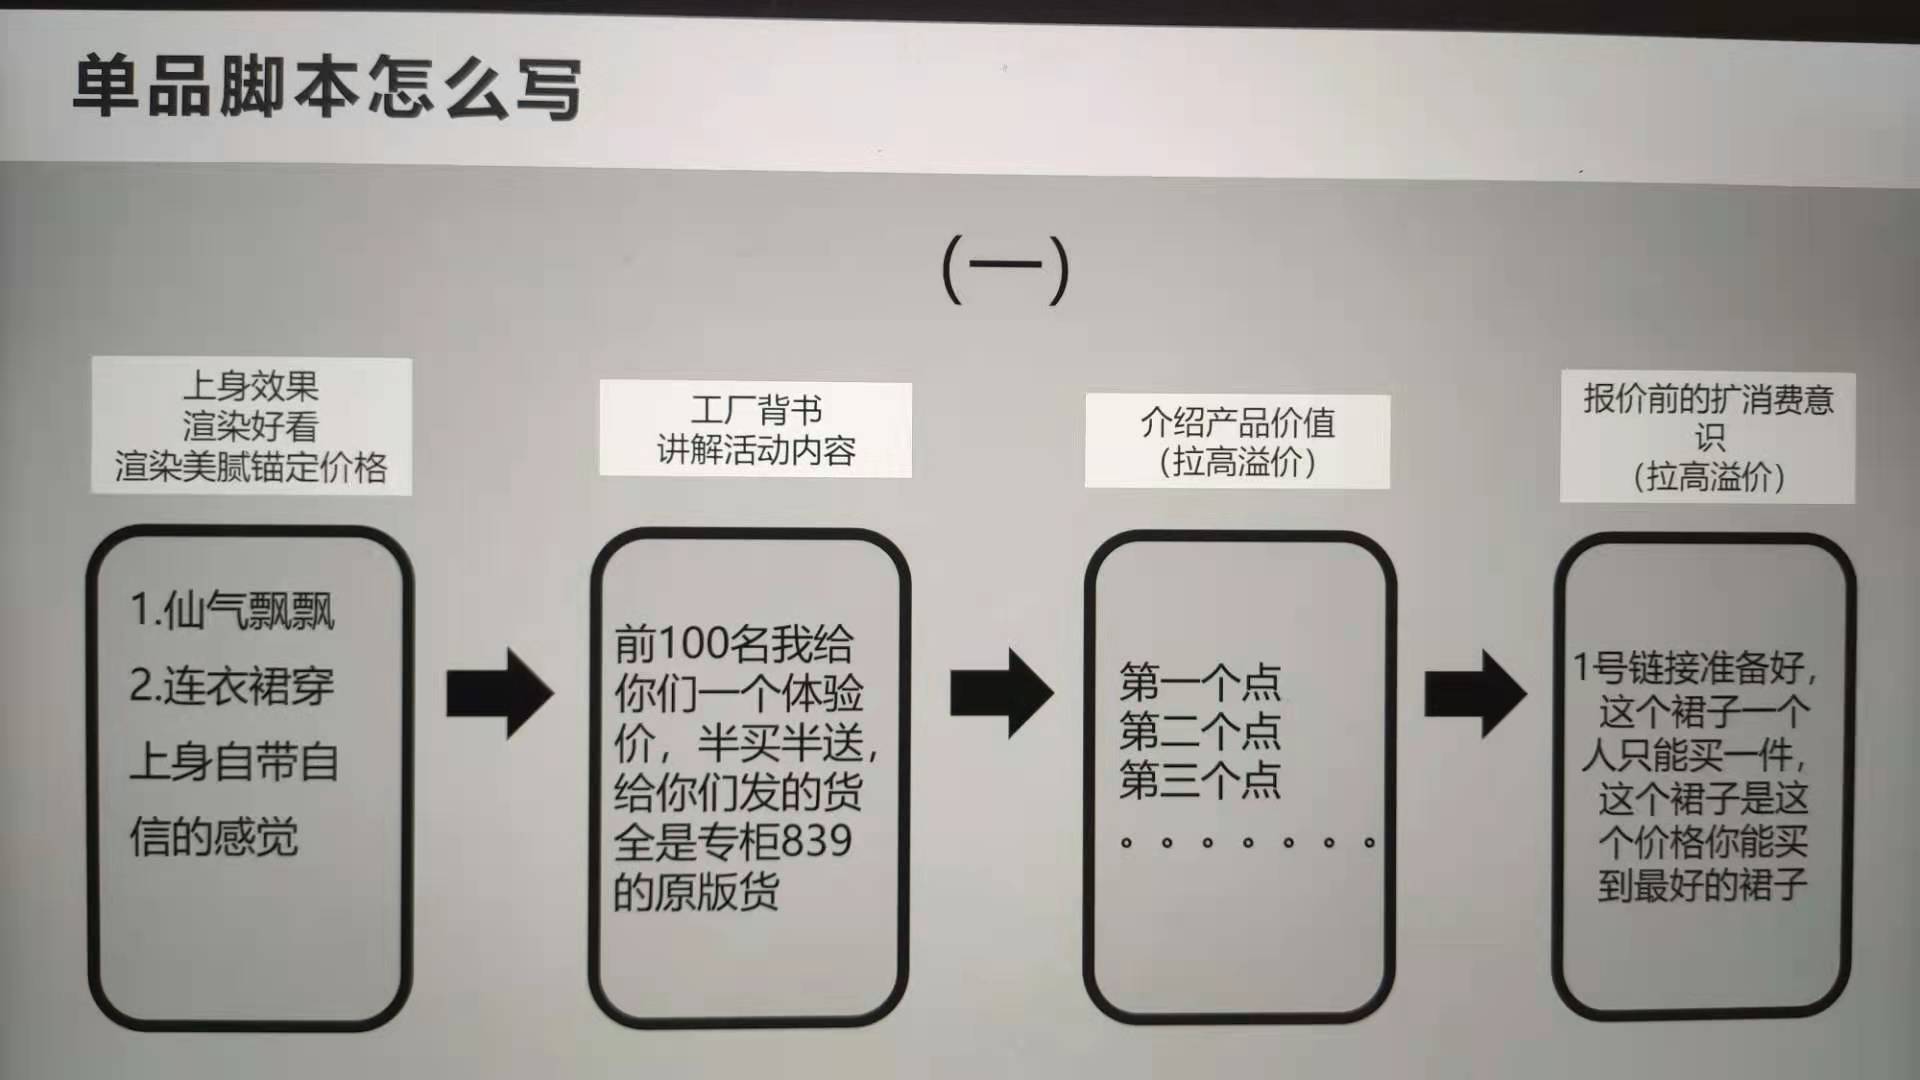 单品脚本怎么写
(一)
上身效果
渲染好看
渲染美腻锚定价格
1.仙气飘飘
2.连衣裙穿
上身自带自
信的感觉
工厂背书
讲解活动内容
前100名我给
你们一个体验
价，半买半送，
给你们发的货
全是专柜839
的原版货
介绍产品价值
（拉高溢价）
第一个点
第二个点
第三个点
。。。。。。。
报价前的扩消费意
识
（拉高溢价）
1号链接准备好，
这个裙子一个
人只能买一件，
这个裙子是这
个价格你能买
到最好的裙子